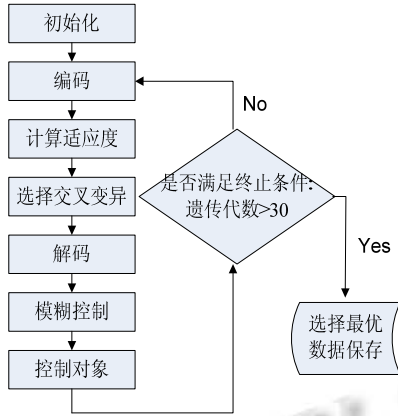 初始化
编码
计算适应度
选择交叉变异
解码
模糊控制
控制对象
No
是否满足终止条件:
遗传代数>30
Yes
选择最优
数据保存